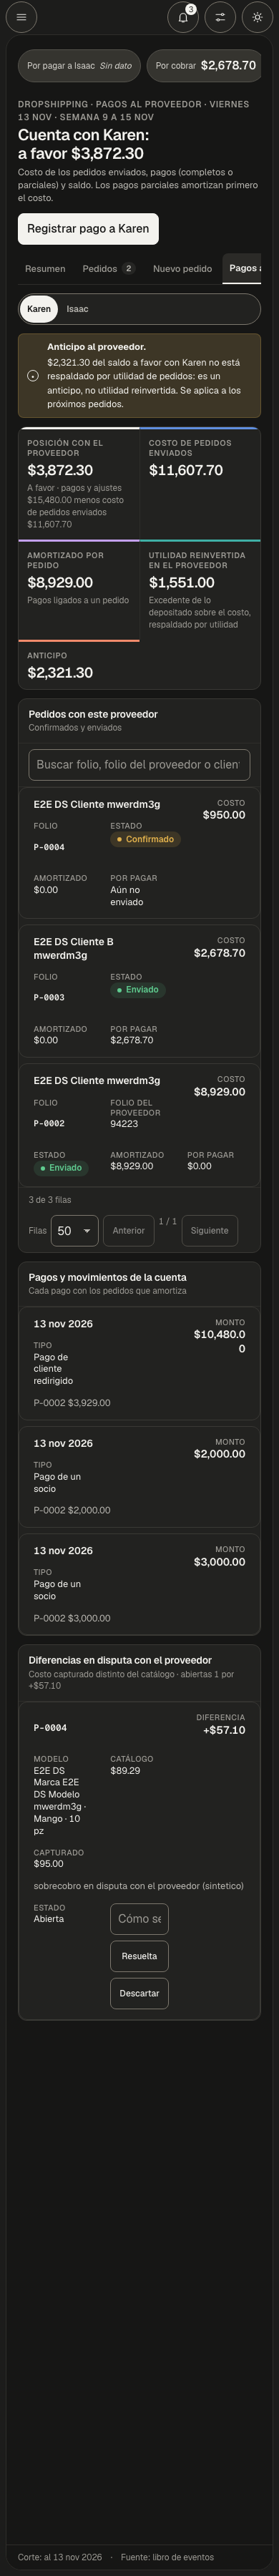 3
Por pagar a Isaac Sin dato
Por cobrar $2,678.70
DROPSHIPPING · PAGOS AL PROVEEDOR · VIERNES
13 NOV · SEMANA 9 A 15 NOV
Cuenta con Karen:
a favor $3,872.30
Costo de los pedidos enviados, pagos (completos o
parciales) y saldo. Los pagos parciales amortizan primero
el costo.
Registrar pago a Karen
Resumen Pedidos 2 Nuevo pedido Pagos a
Karen Isaac
Anticipo al proveedor.
$2,321.30 del saldo a favor con Karen no está
respaldado por utilidad de pedidos: es un
anticipo, no utilidad reinvertida. Se aplica a los
próximos pedidos.
POSICIÓN CON EL
PROVEEDOR
$3,872.30
A favor · pagos y ajustes
$15,480.00 menos costo
de pedidos enviados
$11,607.70
COSTO DE PEDIDOS
ENVIADOS
$11,607.70
AMORTIZADO POR
PEDIDO
$8,929.00
Pagos ligados a un pedido
UTILIDAD REINVERTIDA
EN EL PROVEEDOR
$1,551.00
Excedente de lo
depositado sobre el costo,
respaldado por utilidad
ANTICIPO
$2,321.30
Pedidos con este proveedor
Confirmados y enviados
Buscar folio, folio del proveedor o client
E2E DS Cliente mwerdm3g
COSTO
$950.00
FOLIO
P-0004
ESTADO
Confirmado
AMORTIZADO
$0.00
POR PAGAR
Aún no
enviado
E2E DS Cliente B
mwerdm3g
COSTO
$2,678.70
FOLIO
P-0003
ESTADO
Enviado
AMORTIZADO
$0.00
POR PAGAR
$2,678.70
E2E DS Cliente mwerdm3g
COSTO
$8,929.00
FOLIO
P-0002
FOLIO DEL
PROVEEDOR
94223
ESTADO
Enviado
AMORTIZADO
$8,929.00
POR PAGAR
$0.00
3 de 3 filas
Filas 50 Anterior 1 / 1 Siguiente
Pagos y movimientos de la cuenta
Cada pago con los pedidos que amortiza
13 nov 2026
MONTO
$10,480.0
0
TIPO
Pago de
cliente
redirigido
P-0002 $3,929.00
13 nov 2026
MONTO
$2,000.00
TIPO
Pago de un
socio
P-0002 $2,000.00
13 nov 2026
MONTO
$3,000.00
TIPO
Pago de un
socio
P-0002 $3,000.00
Diferencias en disputa con el proveedor
Costo capturado distinto del catálogo · abiertas 1 por
+$57.10
P-0004
DIFERENCIA
+$57.10
MODELO
E2E DS
Marca E2E
DS Modelo
mwerdm3g ·
Mango · 10
pz
CATÁLOGO
$89.29
CAPTURADO
$95.00
sobrecobro en disputa con el proveedor (sintetico)
ESTADO
Abierta
Cómo se
Resuelta
Descartar
Corte: al 13 nov 2026 · Fuente: libro de eventos